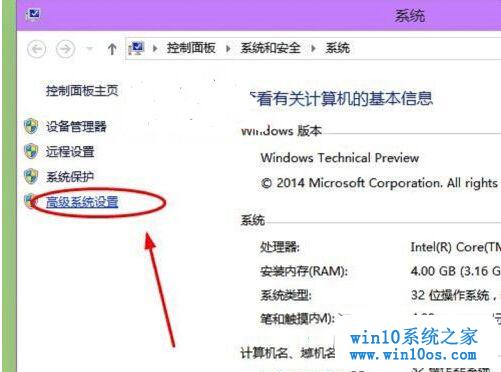 系统
控制面板 系统和安全 系统
控制面板主页
设备管理器
远程设置
系统保护
高级系统设置
看有关计算机的基本信息
Windows 版本
Windows Technical Preview
© 2014 Microsoft Corporation. All rights
系统
处理器: Intel(R) Core(TM
安装内存(RAM): 4.00 GB (3.16 G
系统类型: 32 位操作系统,
笔和触摸
计算机名、域
win10系统之家
www.win10os.com